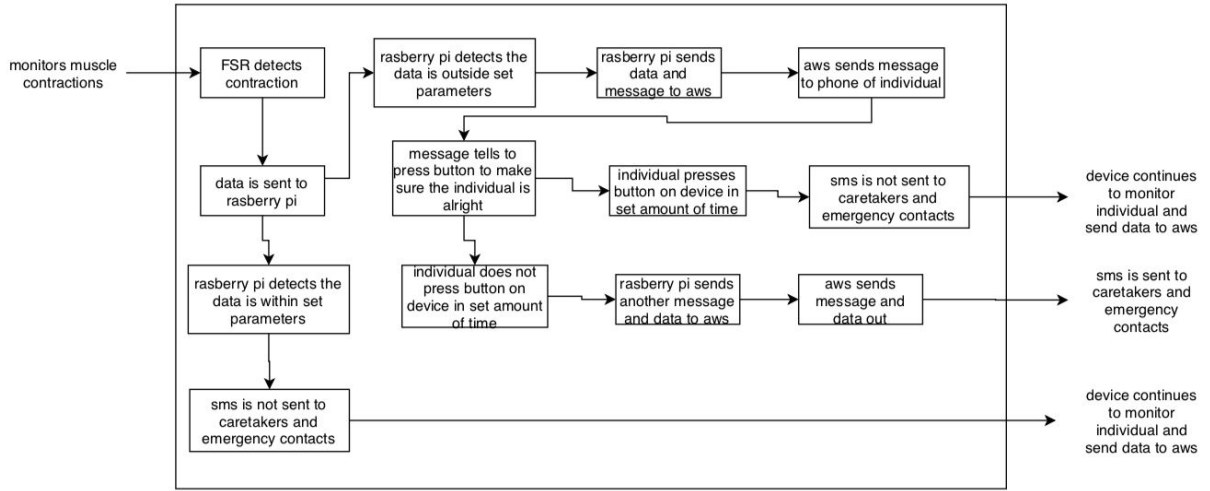 monitors muscle
contractions
FSR detects
contraction
rasberry pi detects the
data is outside set
parameters
rasberry pi sends
data and
message to aws
aws sends message
to phone of individual
data is sent to
rasberry pi
message tells to
press button to make
sure the individual is
alright
individual presses
button on device in
set amount of time
sms is not sent to
caretakers and
emergency contacts
device continues
to monitor
individual and
send data to aws
rasberry pi detects the
data is within set
parameters
individual does not
press button on
device in set amount
of time
rasberry pi sends
another message
and data to aws
aws sends
message and
data out
sms is sent to
caretakers and
emergency
contacts
sms is not sent to
caretakers and
emergency contacts
device continues
to monitor
individual and
send data to aws